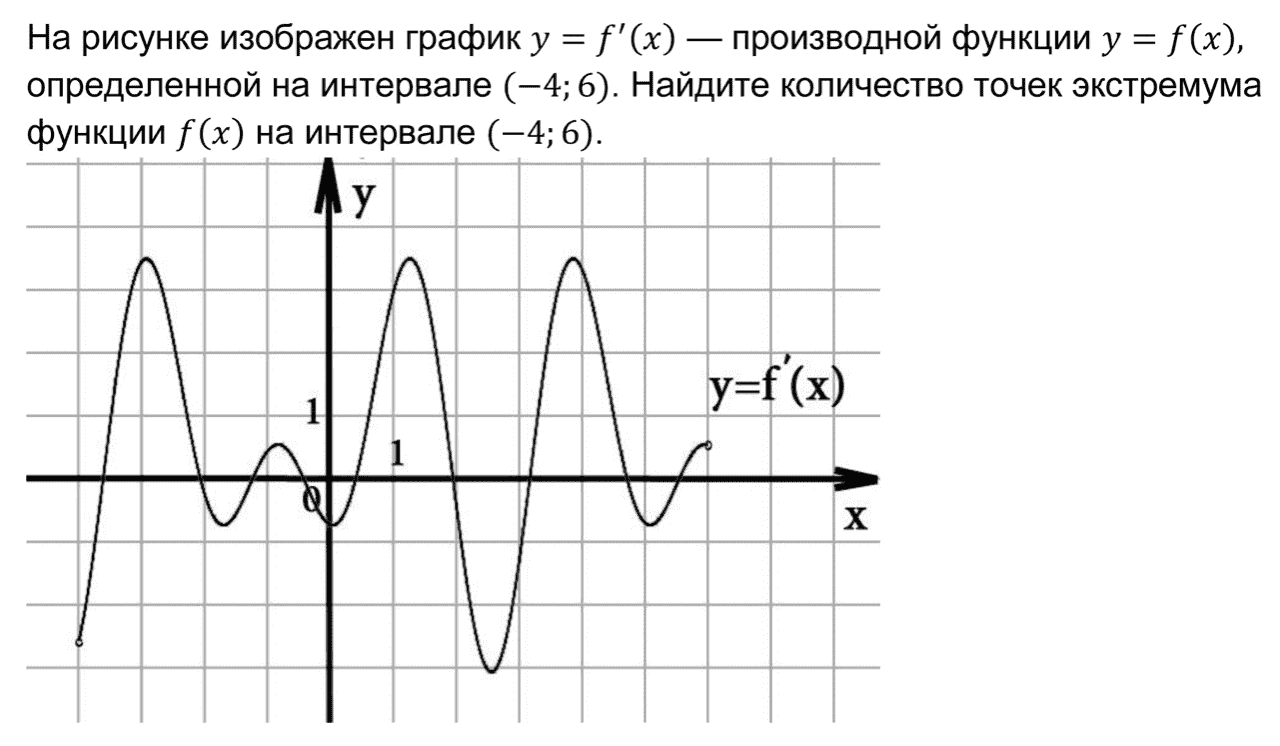 На рисунке изображен график y = f′(x) — производной функции y = f(x),
определенной на интервале (−4; 6). Найдите количество точек экстремума
функции f(x) на интервале (−4; 6).
y
y=f′(x)
1
1
0
x